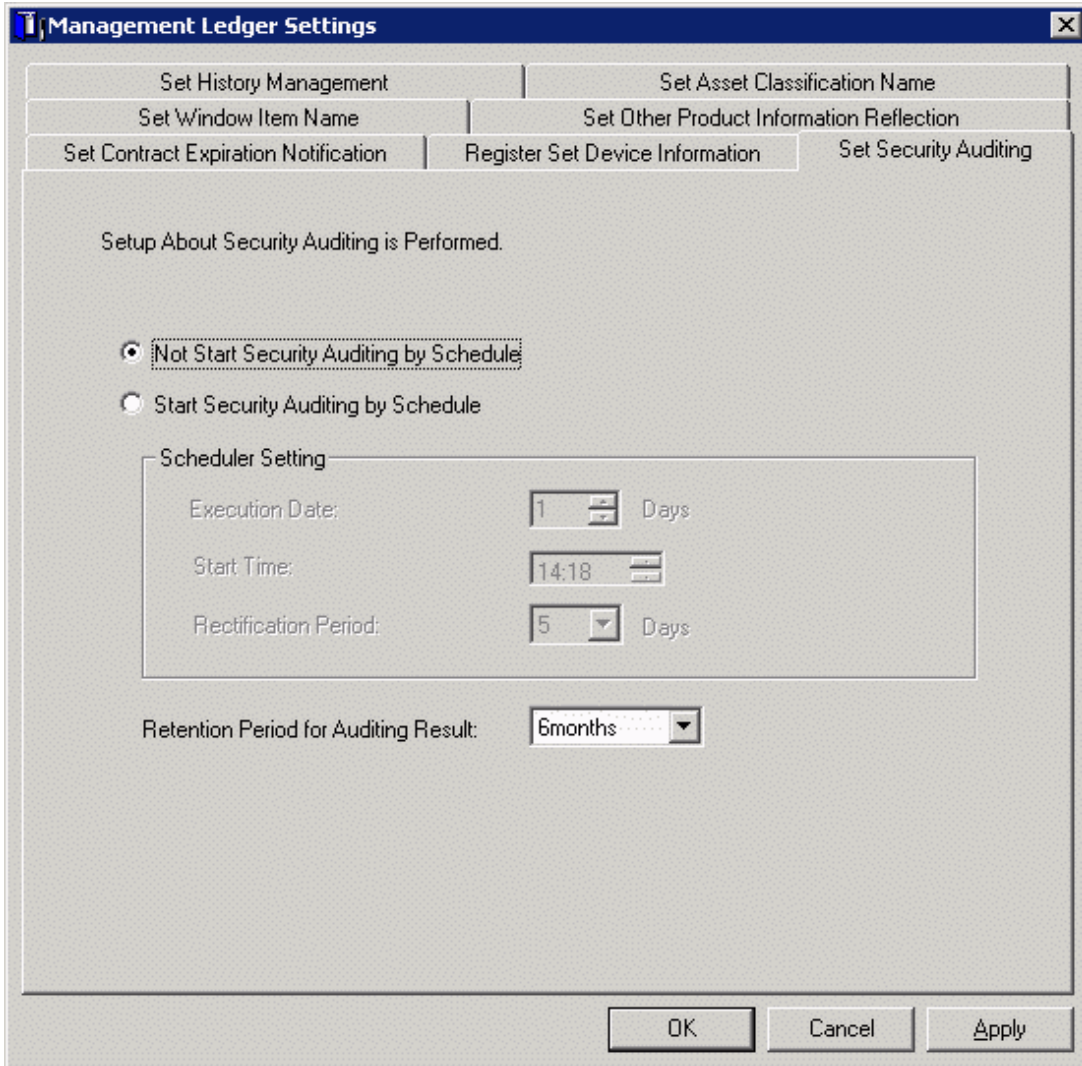 Management Ledger Settings
Set History Management
Set Asset Classification Name
Set Window Item Name
Set Other Product Information Reflection
Set Contract Expiration Notification
Register Set Device Information
Set Security Auditing
Setup About Security Auditing is Performed.
Not Start Security Auditing by Schedule
Start Security Auditing by Schedule
Scheduler Setting
Execution Date: 1 Days
Start Time: 14:18
Rectification Period: 5 Days
Retention Period for Auditing Result: 6months
OK Cancel Apply